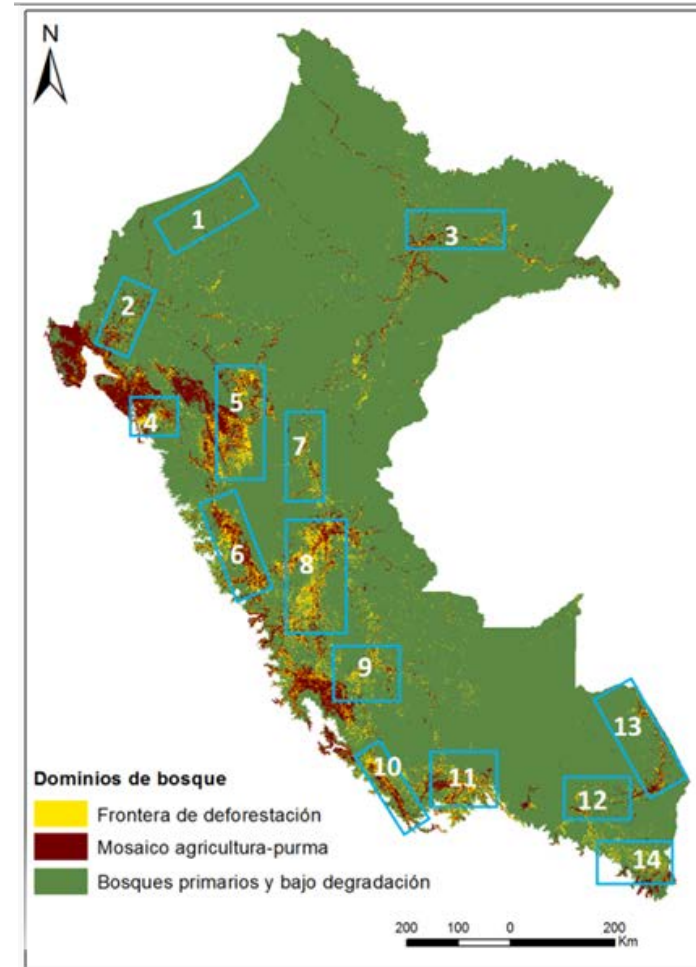 N
1
3
2
5
4
7
6
8
9
13
10
11
12
14
Dominios de bosque
Frontera de deforestación
Mosaico agricultura-purma
Bosques primarios y bajo degradación
200 100 0 200
Km